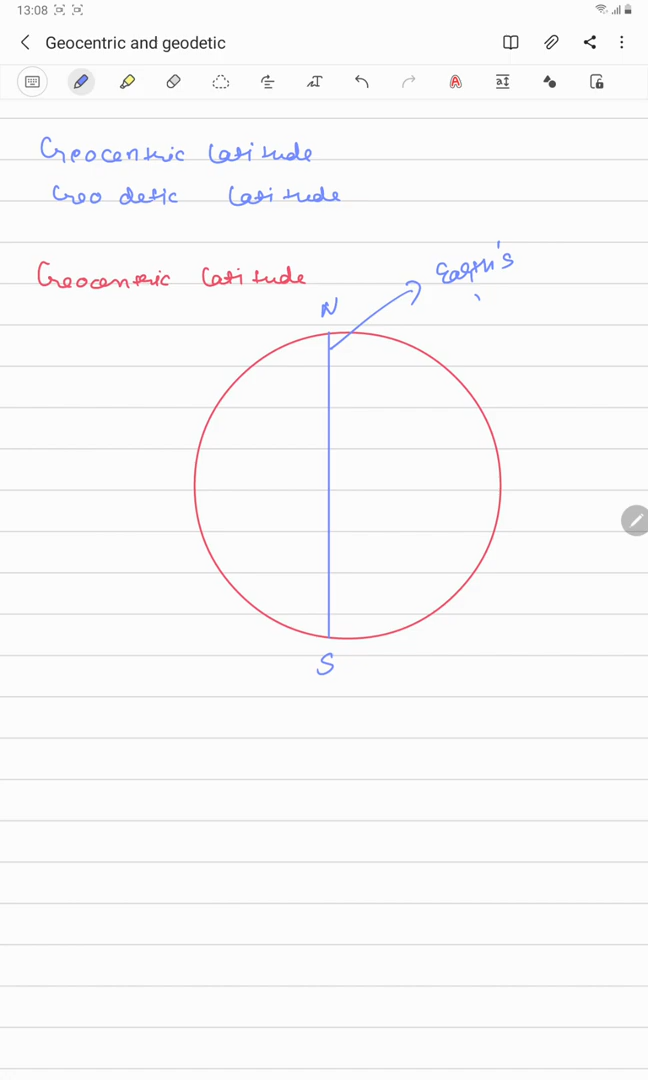 13:08
Geocentric and geodetic
Geocentric latitude
Geodetic latitude
Geocentric latitude
Earth's
N
S